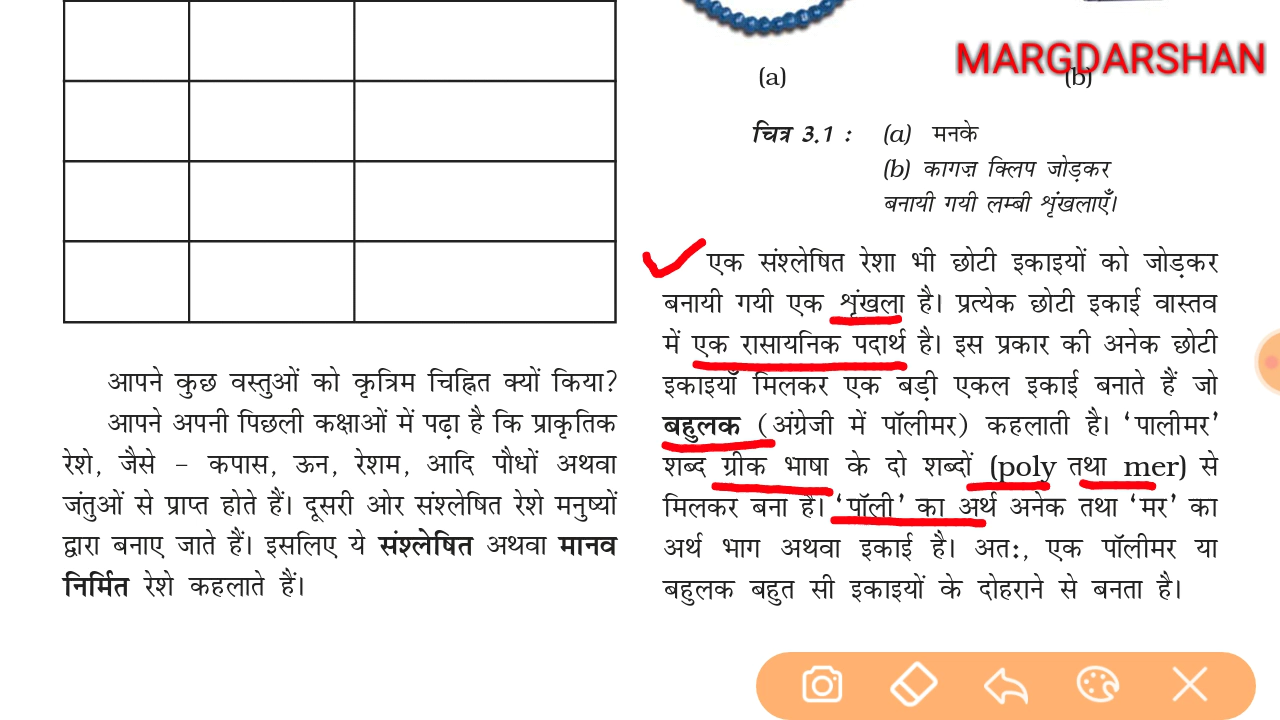 आपने कुछ वस्तुओं को कृत्रिम चिह्नित क्यों किया?
आपने अपनी पिछली कक्षाओं में पढ़ा है कि प्राकृतिक
रेशे, जैसे – कपास, ऊन, रेशम, आदि पौधों अथवा
जंतुओं से प्राप्त होते हैं। दूसरी ओर संश्लेषित रेशे मनुष्यों
द्वारा बनाए जाते हैं। इसलिए ये संश्लेषित अथवा मानव
निर्मित रेशे कहलाते हैं।
MARGDARSHAN
(a) (b)
चित्र 3.1 : (a) मनके
(b) कागज़ क्लिप जोड़कर
बनायी गयी लम्बी शृंखलाएँ।
एक संश्लेषित रेशा भी छोटी इकाइयों को जोड़कर
बनायी गयी एक शृंखला है। प्रत्येक छोटी इकाई वास्तव
में एक रासायनिक पदार्थ है। इस प्रकार की अनेक छोटी
इकाइयाँ मिलकर एक बड़ी एकल इकाई बनाते हैं जो
बहुलक (अंग्रेजी में पॉलीमर) कहलाती है। ‘पालीमर’
शब्द ग्रीक भाषा के दो शब्दों (poly तथा mer) से
मिलकर बना है। ‘पॉली’ का अर्थ अनेक तथा ‘मर’ का
अर्थ भाग अथवा इकाई है। अतः, एक पॉलीमर या
बहुलक बहुत सी इकाइयों के दोहराने से बनता है।